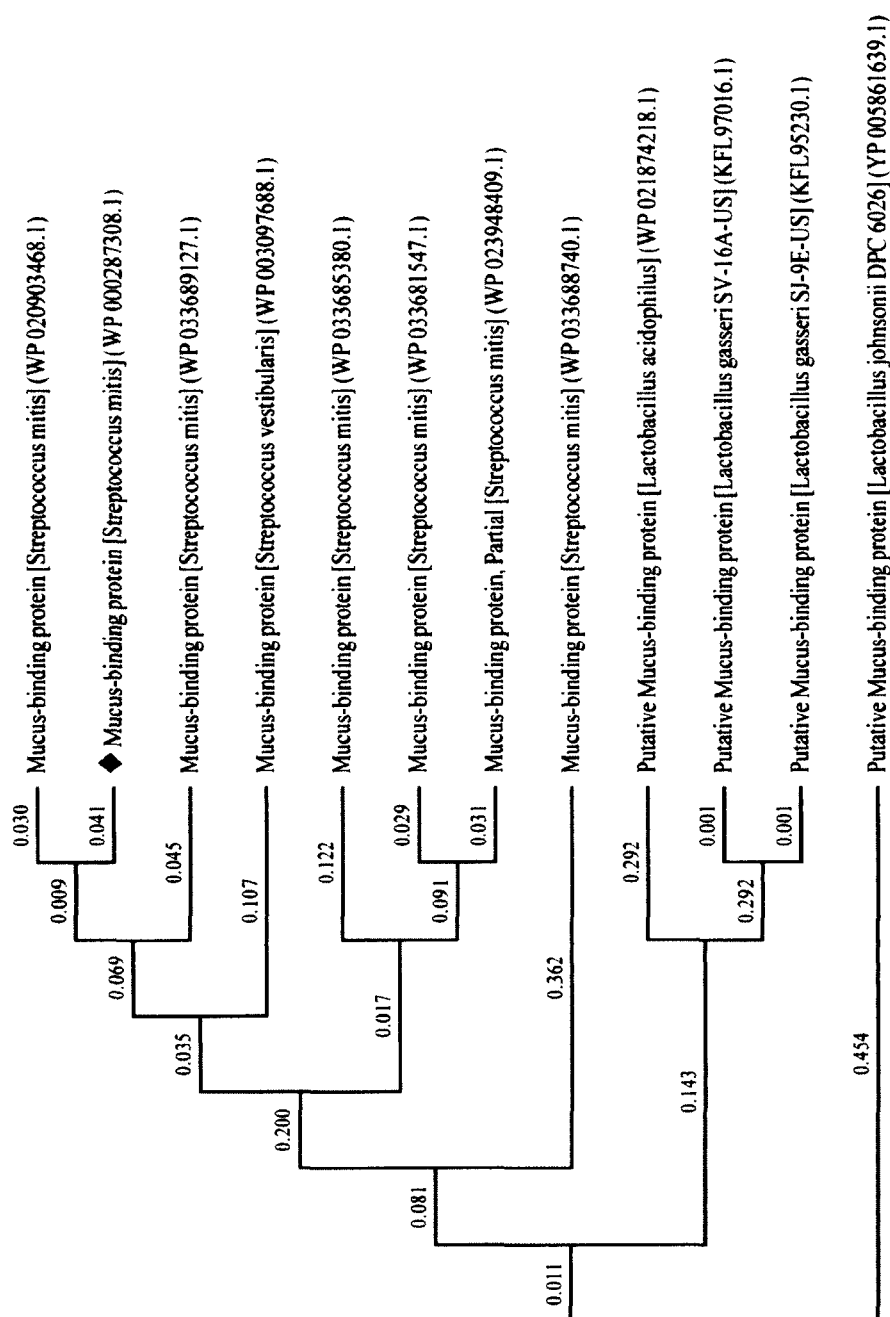 Mucus-binding protein [Streptococcus mitis] (WP 020903468.1)
◆ Mucus-binding protein [Streptococcus mitis] (WP 000287308.1)
Mucus-binding protein [Streptococcus mitis] (WP 033689127.1)
Mucus-binding protein [Streptococcus vestibularis] (WP 003097688.1)
Mucus-binding protein [Streptococcus mitis] (WP 033685380.1)
Mucus-binding protein [Streptococcus mitis] (WP 033681547.1)
Mucus-binding protein, Partial [Streptococcus mitis] (WP 023948409.1)
Mucus-binding protein [Streptococcus mitis] (WP 033688740.1)
Putative Mucus-binding protein [Lactobacillus acidophilus] (WP 021874218.1)
Putative Mucus-binding protein [Lactobacillus gasseri SV-16A-US] (KFL97016.1)
Putative Mucus-binding protein [Lactobacillus gasseri SJ-9E-US] (KFL95230.1)
Putative Mucus-binding protein [Lactobacillus johnsonii DPC 6026] (YP 005861639.1)
0.030
0.041
0.009
0.045
0.069
0.107
0.035
0.122
0.029
0.031
0.091
0.017
0.200
0.362
0.081
0.292
0.001
0.001
0.292
0.143
0.011
0.454